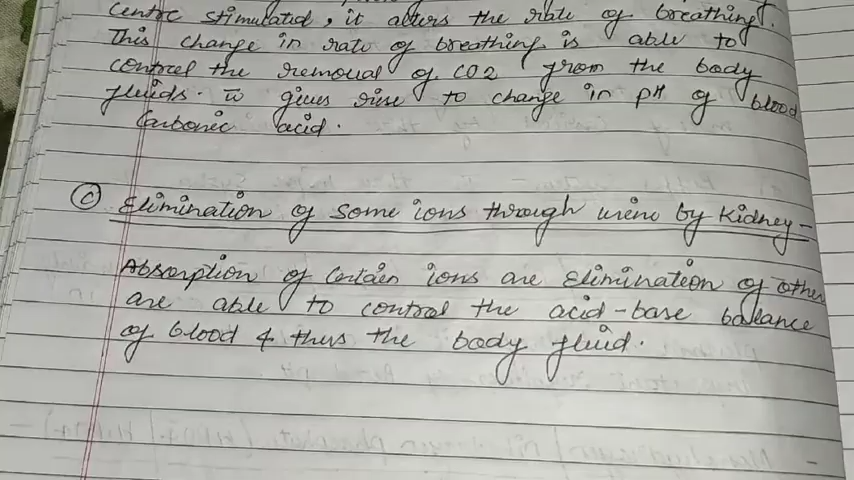 centre stimulated, it alters the rate of breathing.
This change in rate of breathing is able to
control the removal of CO2 from the body
fluids. It gives rise to change in pH of blood
Carbonic acid.
C Elimination of some ions through urine by Kidney -
Absorption of certain ions are Elimination of other
are able to control the acid-base balance
of blood & thus the body fluid.